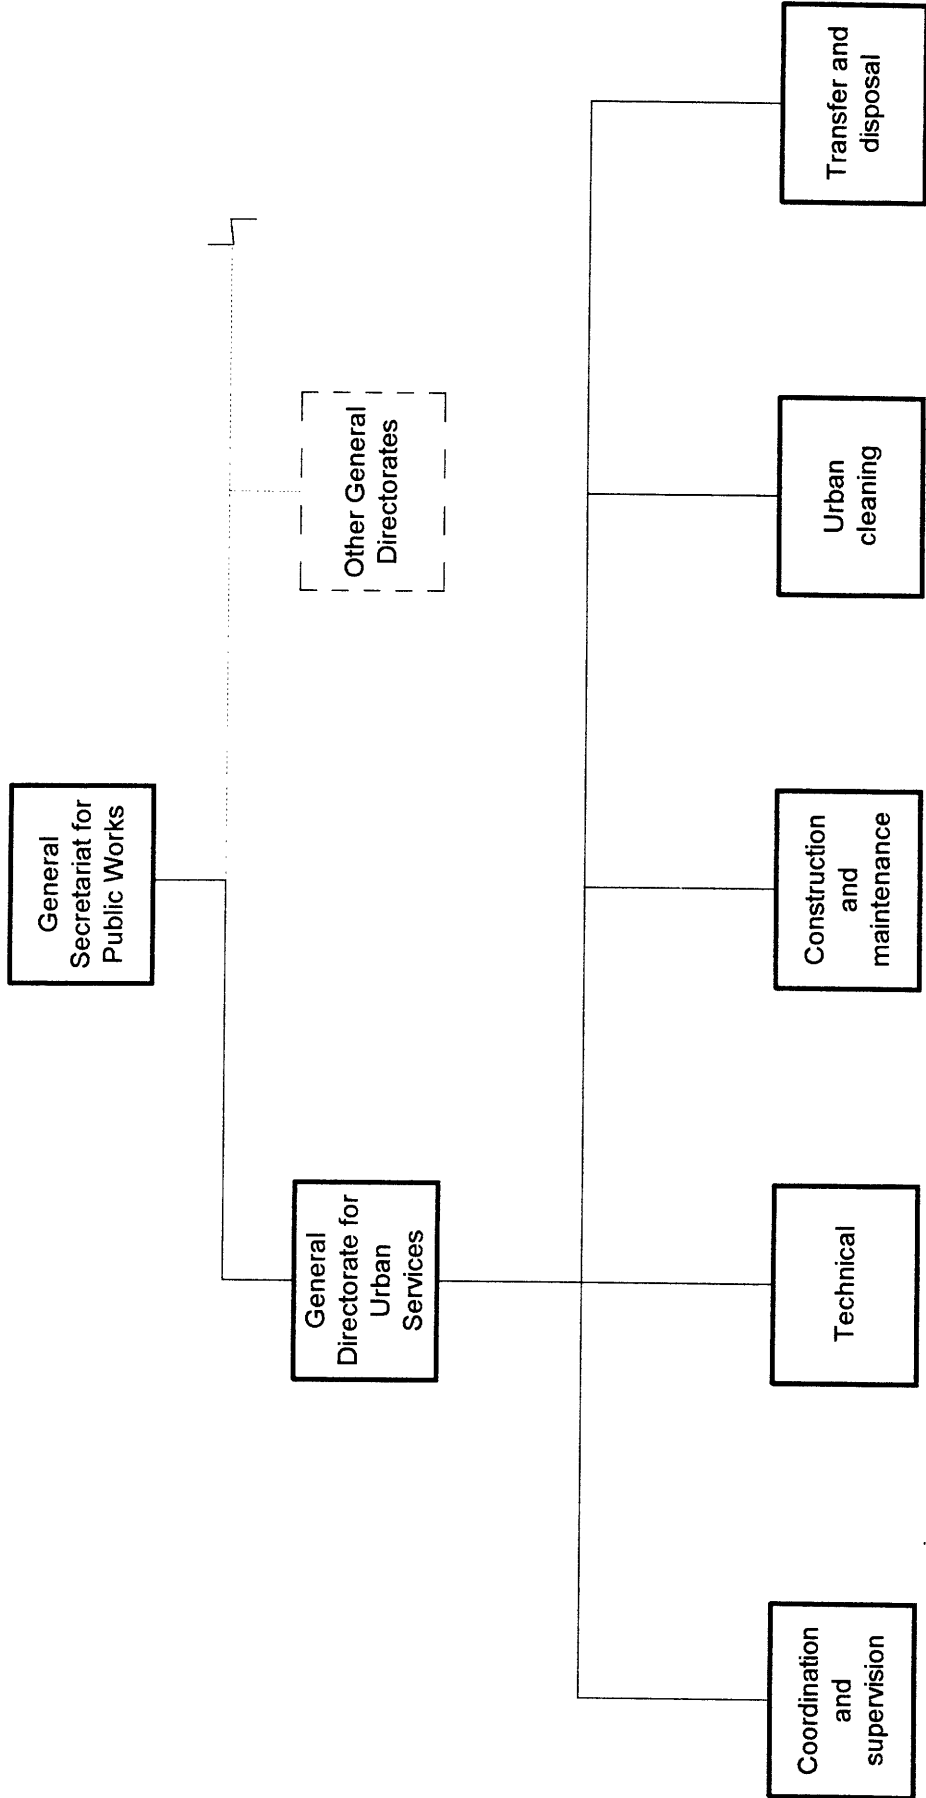 General
Secretariat for
Public Works
General
Directorate for
Urban
Services
Other General
Directorates
Coordination
and
supervision
Technical
Construction
and
maintenance
Urban
cleaning
Transfer and
disposal